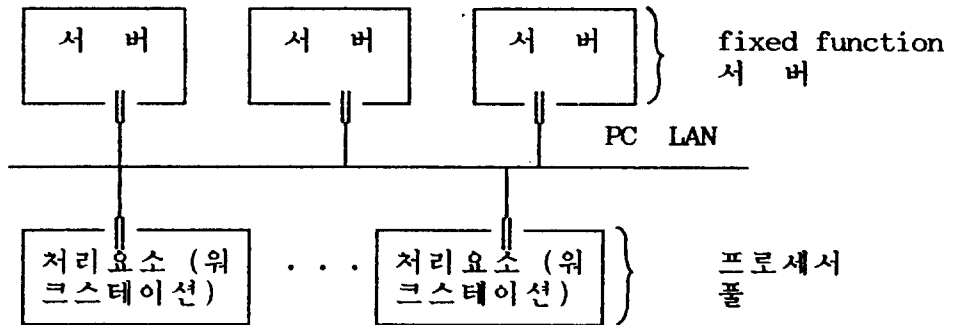 서 버
서 버
서 버
fixed function
서 버
PC LAN
처리요소 (워
크스테이션)
. . .
처리요소 (워
크스테이션)
프로세서
풀